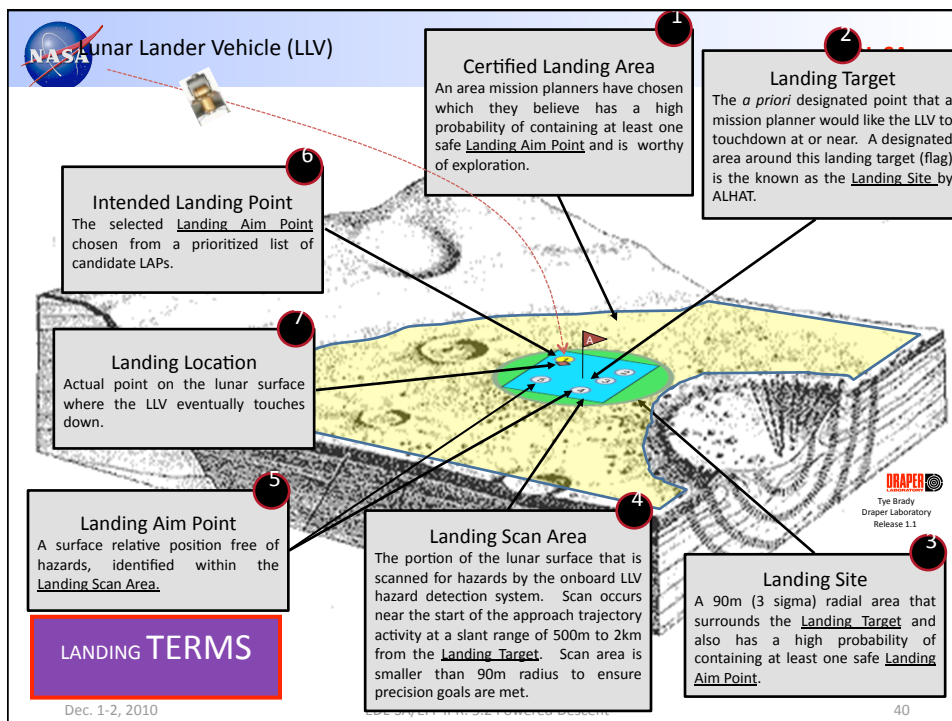 NASA
Lunar Lander Vehicle (LLV)
1
Certified Landing Area
An area mission planners have chosen
which they believe has a high
probability of containing at least one
safe Landing Aim Point and is worthy
of exploration.
2
Landing Target
The a priori designated point that a
mission planner would like the LLV to
touchdown at or near. A designated
area around this landing target (flag)
is the known as the Landing Site by
ALHAT.
6
Intended Landing Point
The selected Landing Aim Point
chosen from a prioritized list of
candidate LAPs.
7
Landing Location
Actual point on the lunar surface
where the LLV eventually touches
down.
A
1
2
3
4
5
5
Landing Aim Point
A surface relative position free of
hazards, identified within the
Landing Scan Area.
4
Landing Scan Area
The portion of the lunar surface that is
scanned for hazards by the onboard LLV
hazard detection system. Scan occurs
near the start of the approach trajectory
activity at a slant range of 500m to 2km
from the Landing Target. Scan area is
smaller than 90m radius to ensure
precision goals are met.
DRAPER
LABORATORY
Tye Brady
Draper Laboratory
Release 1.1
3
Landing Site
A 90m (3 sigma) radial area that
surrounds the Landing Target and
also has a high probability of
containing at least one safe Landing
Aim Point.
LANDING TERMS
Dec. 1-2, 2010
40